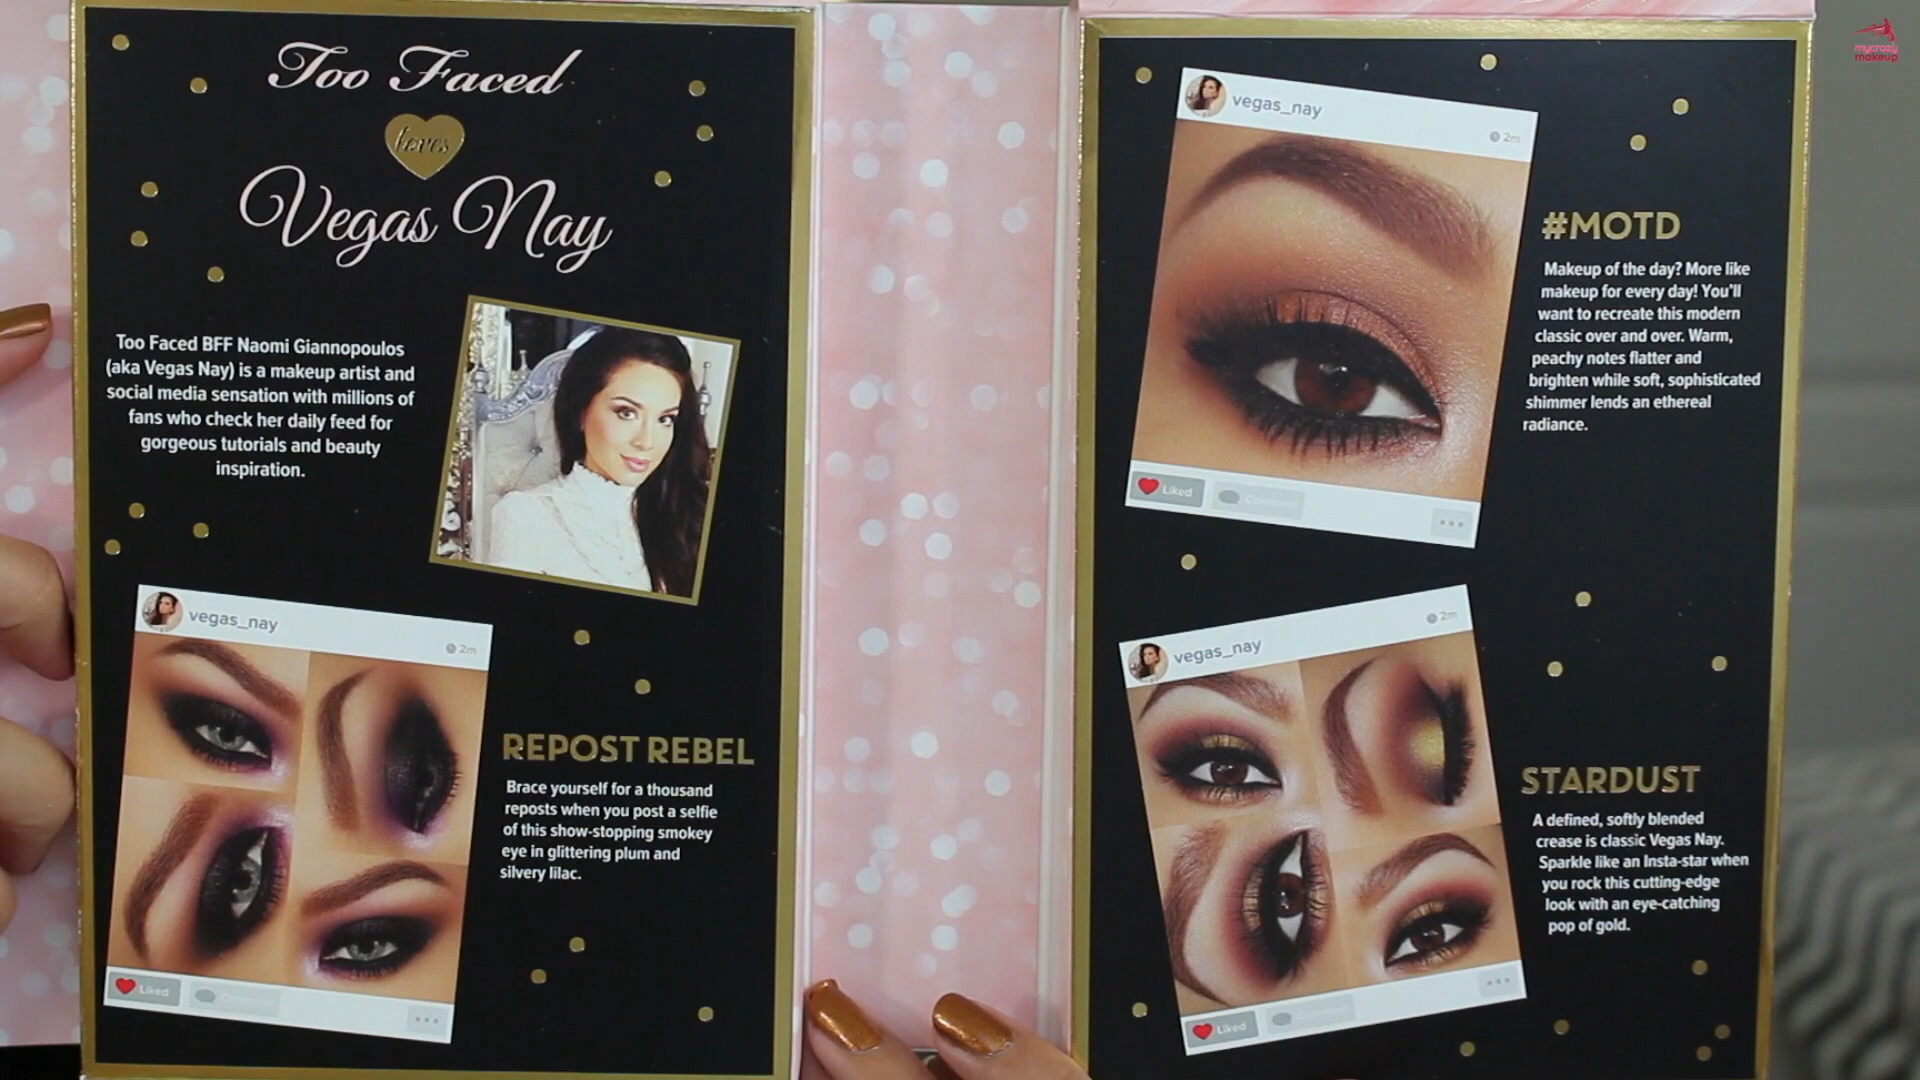 Too Faced
loves
Vegas Nay
Too Faced BFF Naomi Giannopoulos
(aka Vegas Nay) is a makeup artist and
social media sensation with millions of
fans who check her daily feed for
gorgeous tutorials and beauty
inspiration.
vegas_nay
2m
Liked
Comment
REPOST REBEL
Brace yourself for a thousand
reposts when you post a selfie
of this show-stopping smokey
eye in glittering plum and
silvery lilac.
vegas_nay
2m
Liked
Comment
#MOTD
Makeup of the day? More like
makeup for every day! You'll
want to recreate this modern
classic over and over. Warm,
peachy notes flatter and
brighten while soft, sophisticated
shimmer lends an ethereal
radiance.
vegas_nay
2m
Liked
STARDUST
A defined, softly blended
crease is classic Vegas Nay.
Sparkle like an Insta-star when
you rock this cutting-edge
look with an eye-catching
pop of gold.
mycrazy
makeup